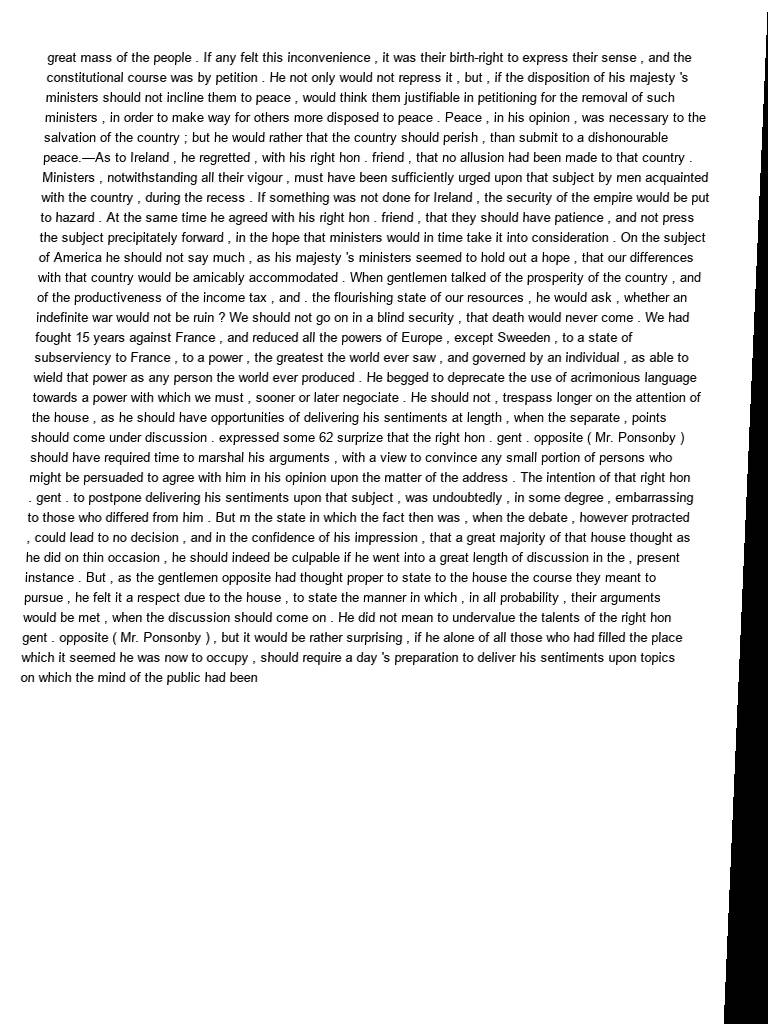 great mass of the people . If any felt this inconvenience , it was their birth-right to express their sense , and the
constitutional course was by petition . He not only would not repress it , but , if the disposition of his majesty 's
ministers should not incline them to peace , would think them justifiable in petitioning for the removal of such
ministers , in order to make way for others more disposed to peace . Peace , in his opinion , was necessary to the
salvation of the country ; but he would rather that the country should perish , than submit to a dishonourable
peace.—As to Ireland , he regretted , with his right hon . friend , that no allusion had been made to that country .
Ministers , notwithstanding all their vigour , must have been sufficiently urged upon that subject by men acquainted
with the country , during the recess . If something was not done for Ireland , the security of the empire would be put
to hazard . At the same time he agreed with his right hon . friend , that they should have patience , and not press
the subject precipitately forward , in the hope that ministers would in time take it into consideration . On the subject
of America he should not say much , as his majesty 's ministers seemed to hold out a hope , that our differences
with that country would be amicably accommodated . When gentlemen talked of the prosperity of the country , and
of the productiveness of the income tax , and . the flourishing state of our resources , he would ask , whether an
indefinite war would not be ruin ? We should not go on in a blind security , that death would never come . We had
fought 15 years against France , and reduced all the powers of Europe , except Sweeden , to a state of
subserviency to France , to a power , the greatest the world ever saw , and governed by an individual , as able to
wield that power as any person the world ever produced . He begged to deprecate the use of acrimonious language
towards a power with which we must , sooner or later negociate . He should not , trespass longer on the attention of
the house , as he should have opportunities of delivering his sentiments at length , when the separate , points
should come under discussion . expressed some 62 surprize that the right hon . gent . opposite ( Mr. Ponsonby )
should have required time to marshal his arguments , with a view to convince any small portion of persons who
might be persuaded to agree with him in his opinion upon the matter of the address . The intention of that right hon
. gent . to postpone delivering his sentiments upon that subject , was undoubtedly , in some degree , embarrassing
to those who differed from him . But m the state in which the fact then was , when the debate , however protracted
, could lead to no decision , and in the confidence of his impression , that a great majority of that house thought as
he did on thin occasion , he should indeed be culpable if he went into a great length of discussion in the , present
instance . But , as the gentlemen opposite had thought proper to state to the house the course they meant to
pursue , he felt it a respect due to the house , to state the manner in which , in all probability , their arguments
would be met , when the discussion should come on . He did not mean to undervalue the talents of the right hon
gent . opposite ( Mr. Ponsonby ) , but it would be rather surprising , if he alone of all those who had filled the place
which it seemed he was now to occupy , should require a day 's preparation to deliver his sentiments upon topics
on which the mind of the public had been